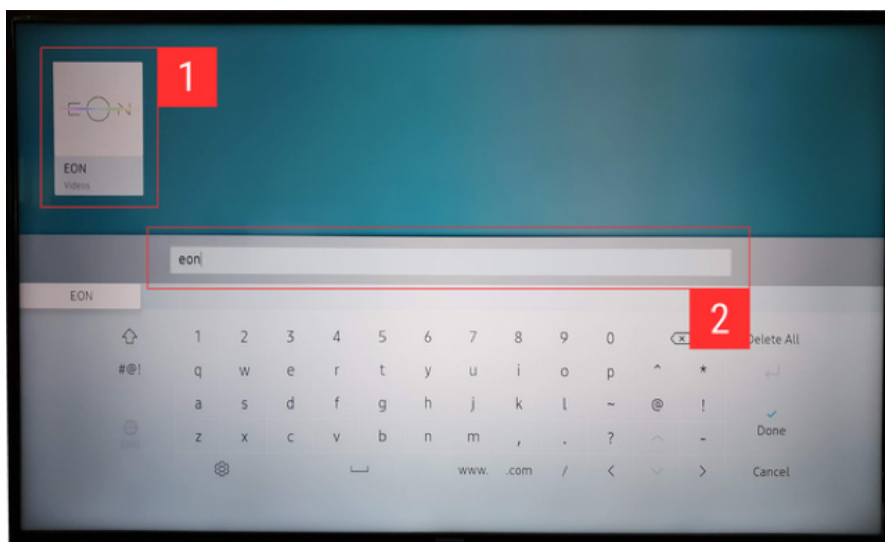 1
EON
EON
Videos
eon
EON
2
1 2 3 4 5 6 7 8 9 0 Delete All
#@! q w e r t y u i o p ^ *
a s d f g h j k l ~ @ !
z x c v b n m , . ? - Done
www. .com / < > Cancel